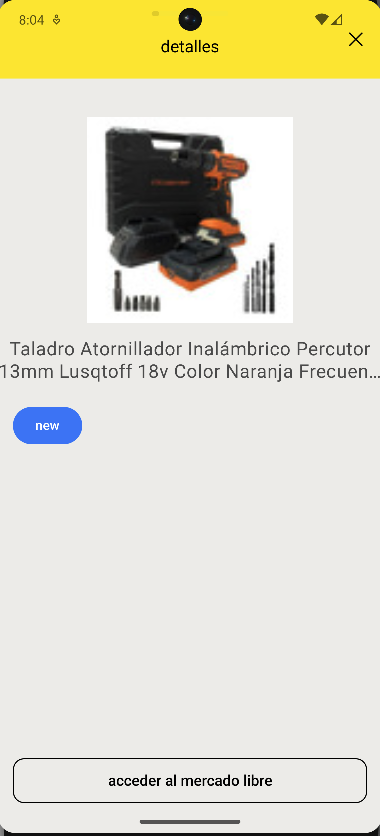 8:04
detalles
Taladro Atornillador Inalámbrico Percutor
13mm Lusqtoff 18v Color Naranja Frecuen...
new
acceder al mercado libre